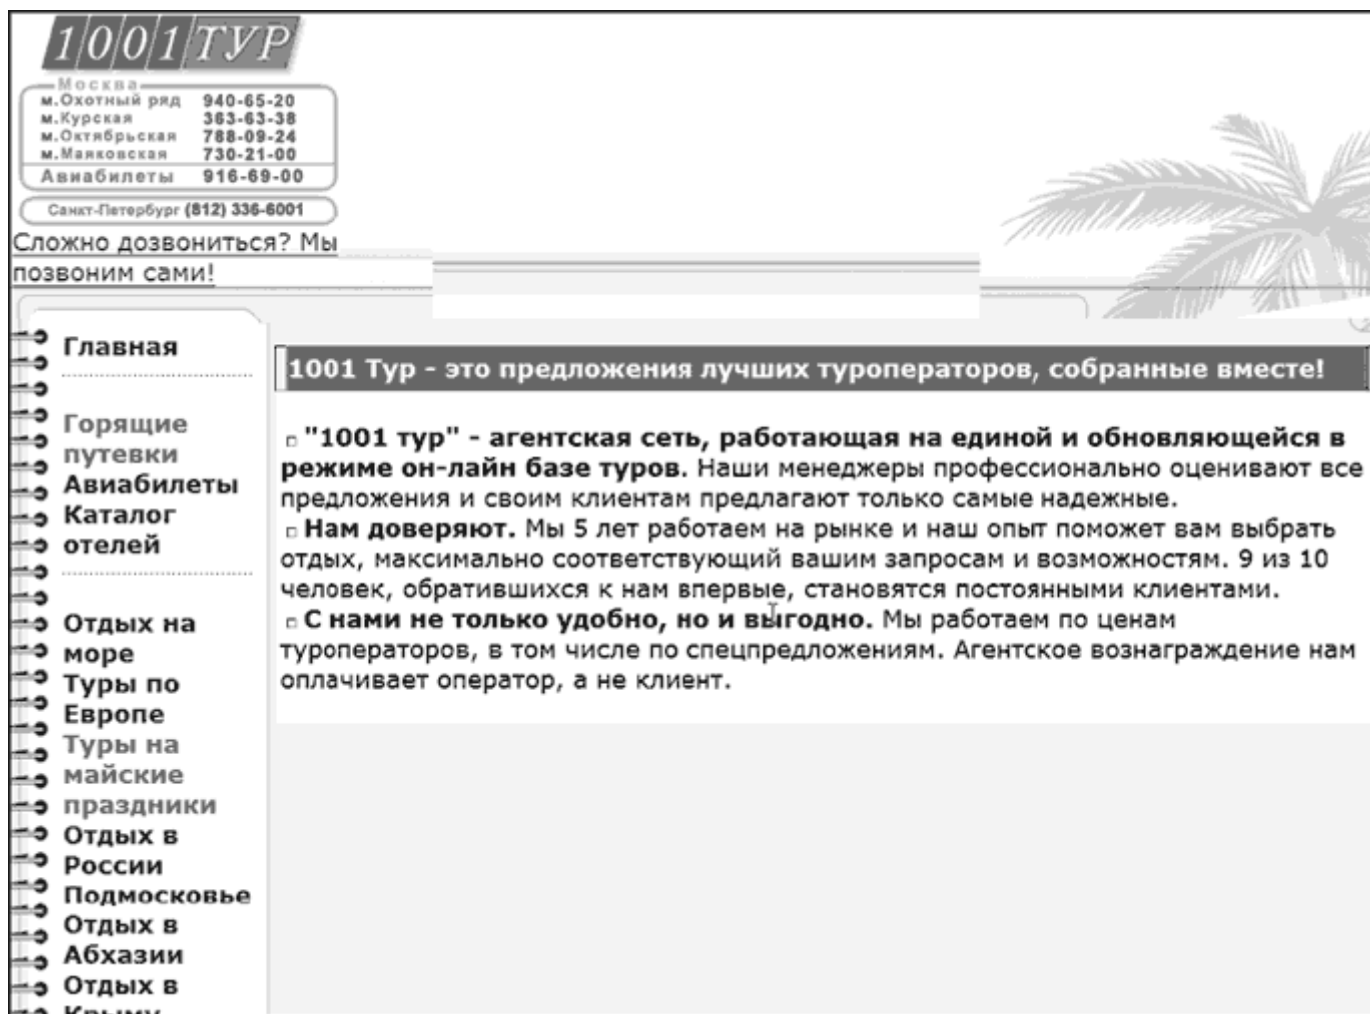 1001 ТУР
Москва
м.Охотный ряд 940-65-20
м.Курская 363-63-38
м.Октябрьская 788-09-24
м.Маяковская 730-21-00
Авиабилеты 916-69-00
Санкт-Петербург (812) 336-6001
Сложно дозвониться? Мы
позвоним сами!
Главная
Горящие
путевки
Авиабилеты
Каталог
отелей
Отдых на
море
Туры по
Европе
Туры на
майские
праздники
Отдых в
России
Подмосковье
Отдых в
Абхазии
Отдых в
Крыму
1001 Тур - это предложения лучших туроператоров, собранные вместе!
"1001 тур" - агентская сеть, работающая на единой и обновляющейся в
режиме он-лайн базе туров. Наши менеджеры профессионально оценивают все
предложения и своим клиентам предлагают только самые надежные.
Нам доверяют. Мы 5 лет работаем на рынке и наш опыт поможет вам выбрать
отдых, максимально соответствующий вашим запросам и возможностям. 9 из 10
человек, обратившихся к нам впервые, становятся постоянными клиентами.
С нами не только удобно, но и выгодно. Мы работаем по ценам
туроператоров, в том числе по спецпредложениям. Агентское вознаграждение нам
оплачивает оператор, а не клиент.